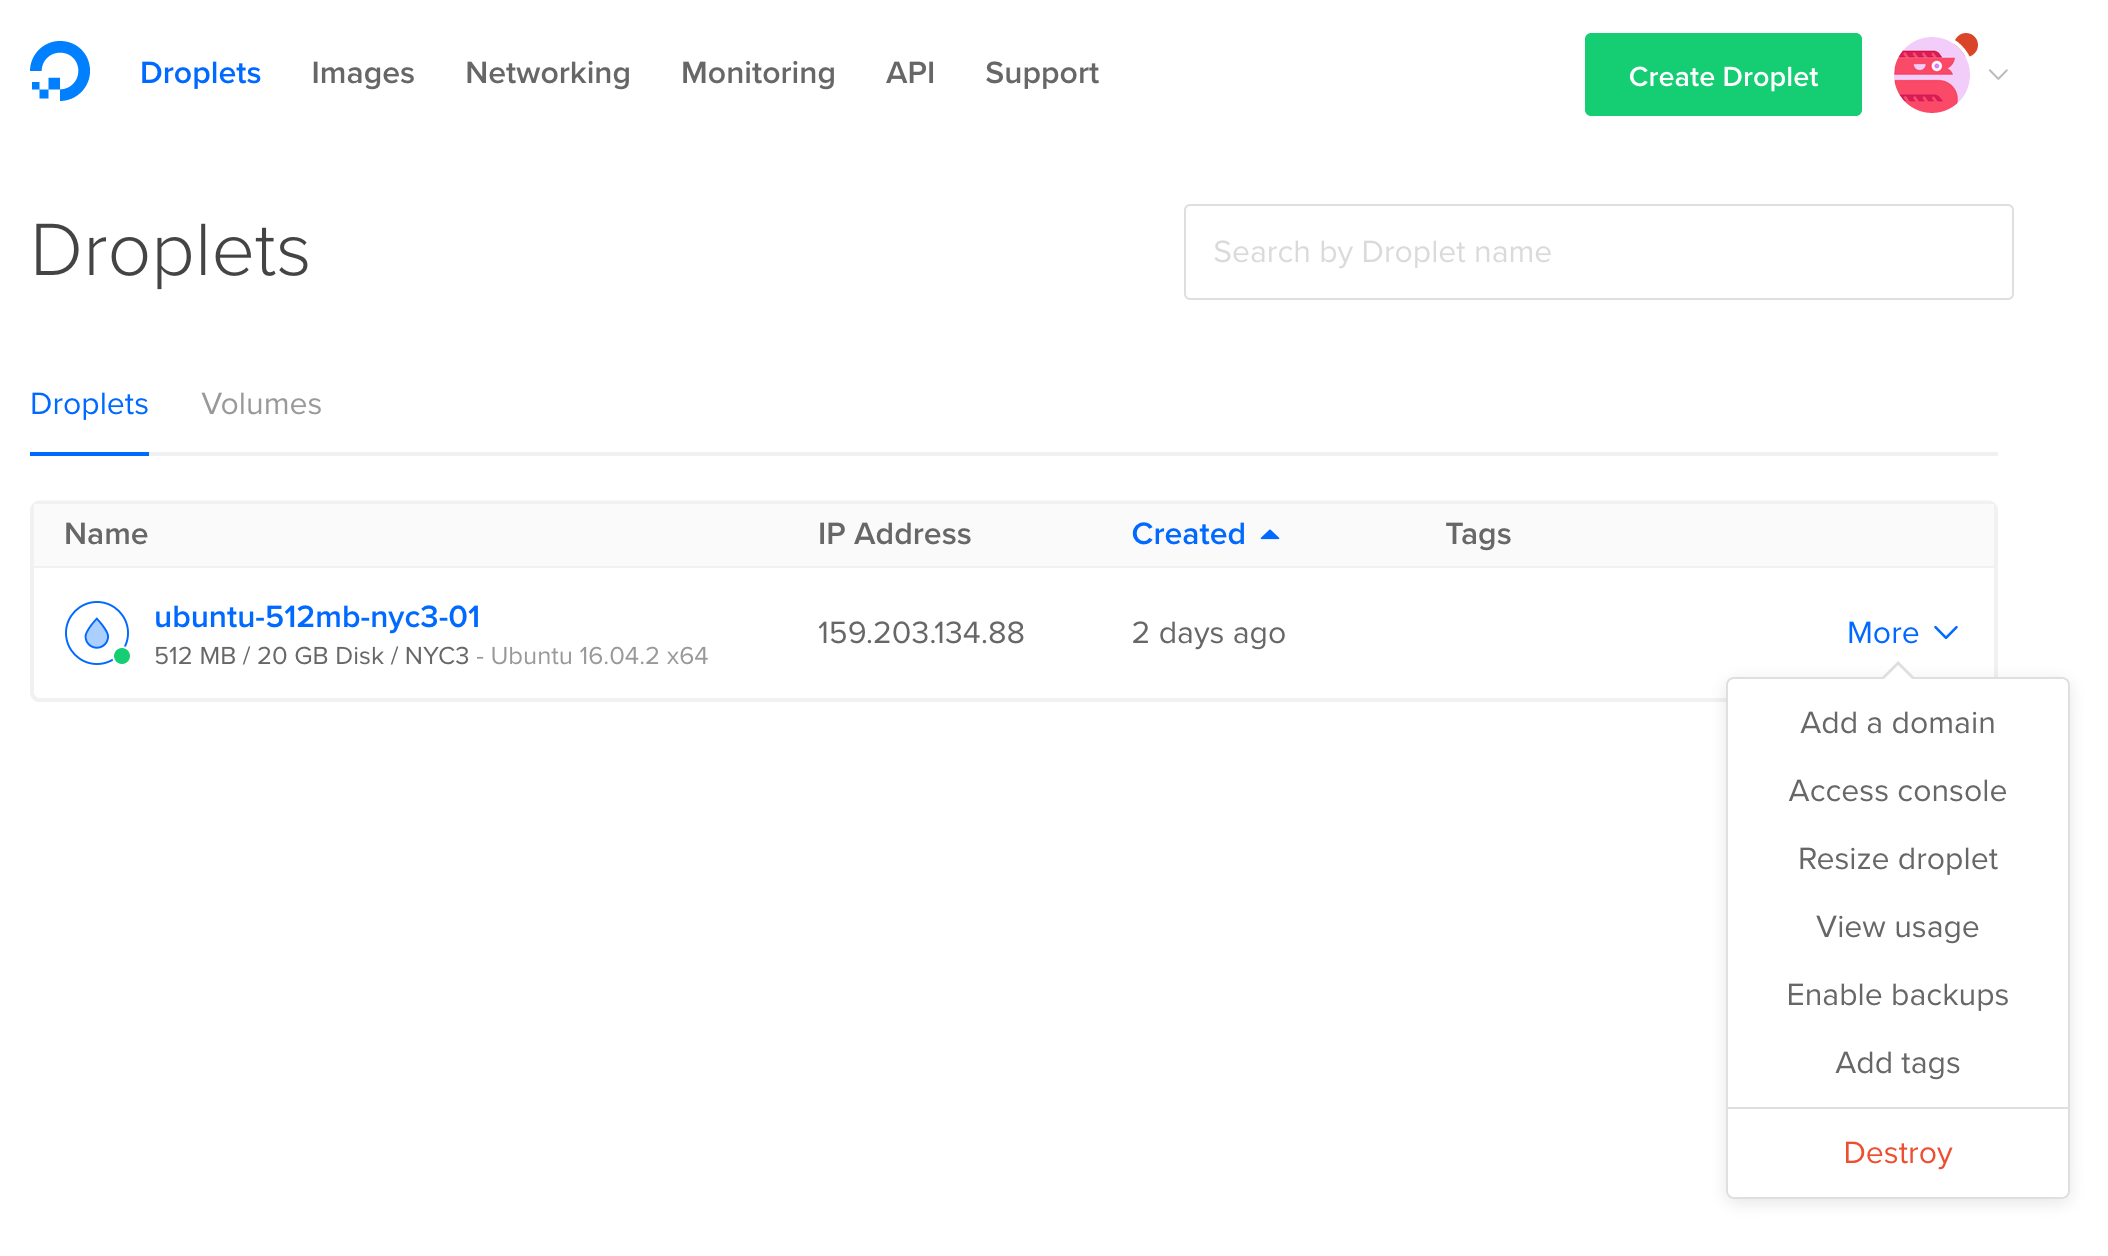 Droplets Images Networking Monitoring API Support Create Droplet
Droplets
Search by Droplet name
Droplets Volumes
Name IP Address Created Tags
ubuntu-512mb-nyc3-01
512 MB / 20 GB Disk / NYC3 - Ubuntu 16.04.2 x64
159.203.134.88
2 days ago
More
Add a domain
Access console
Resize droplet
View usage
Enable backups
Add tags
Destroy